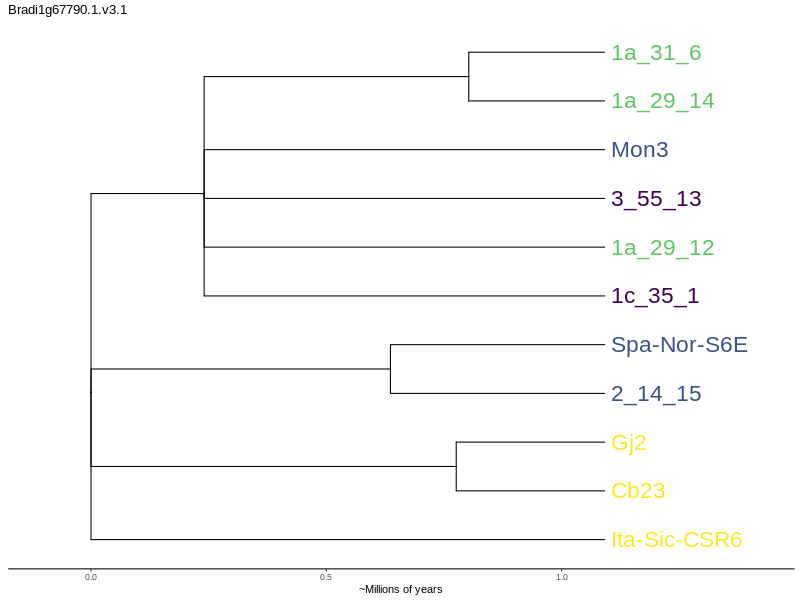 Bradi1g67790.1.v3.1
1a_31_6
1a_29_14
Mon3
3_55_13
1a_29_12
1c_35_1
Spa-Nor-S6E
2_14_15
Gj2
Cb23
Ita-Sic-CSR6
0.0 0.5 1.0
~Millions of years